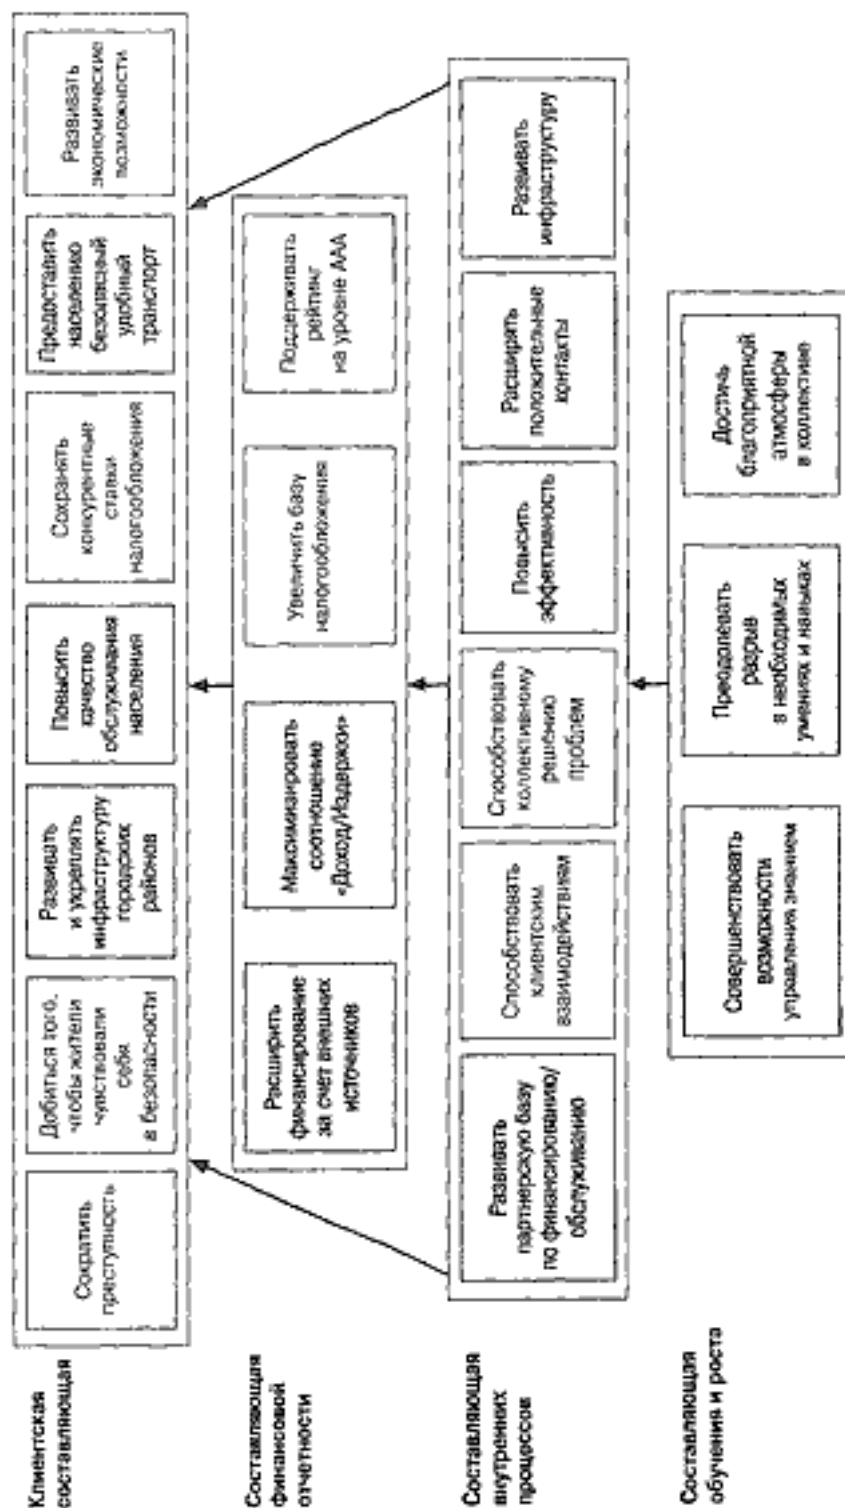 Клиентская
составляющая
Сократить
преступность
Добиться того,
чтобы жители
чувствовали
себя
в безопасности
Развивать
и укреплять
инфраструктуру
городских
районов
Повысить
качество
обслуживания
населения
Сохранять
конкурентные
ставки
налогообложения
Предоставить
населению
безопасный
удобный
транспорт
Развивать
экономические
возможности
Составляющая
финансовой
отчетности
Расширить
финансирование
за счет внешних
источников
Максимизировать
соотношение
«Доход/Издержки»
Увеличить базу
налогообложения
Поддерживать
рейтинг
на уровне ААА
Составляющая
внутренних
процессов
Развивать
партнерскую базу
по финансированию/
обслуживанию
Способствовать
клиентским
взаимодействиям
Способствовать
коллективному/
решению
проблем
Повысить
эффективность
Расширять
положительные
контакты
Развивать
инфраструктуру
Составляющая
обучения и роста
Совершенствовать
возможности
управления знанием
Преодолевать
разрыв
в необходимых
умениях и навыках
Достичь
благоприятной
атмосферы
в коллективе